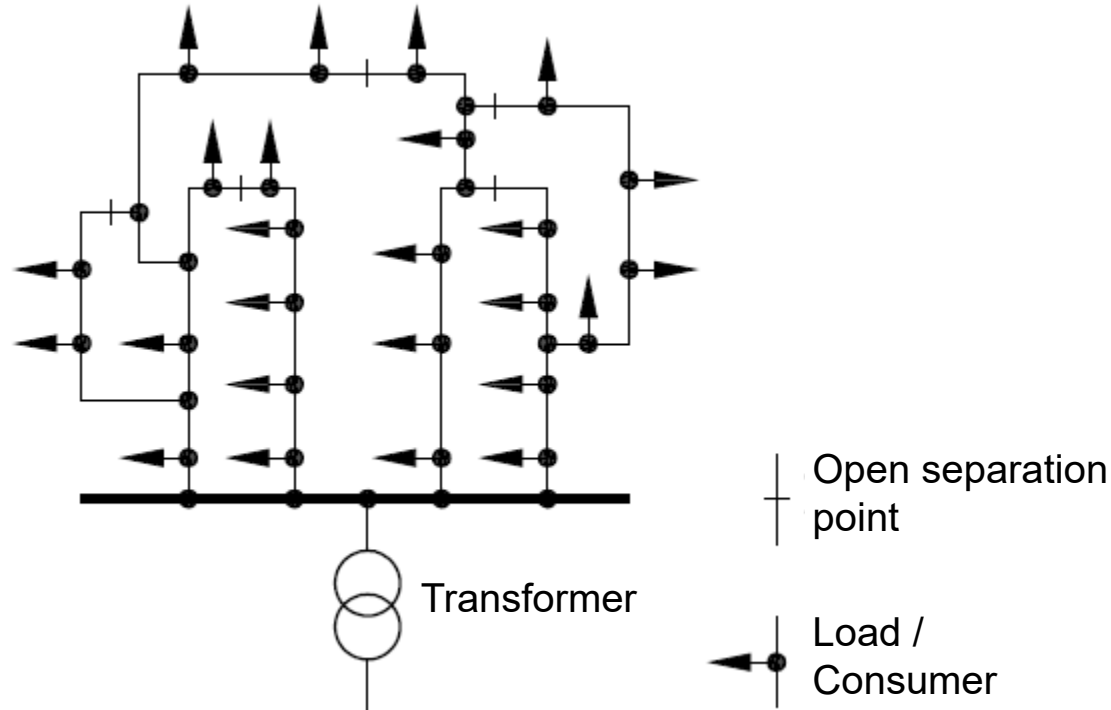 Open separation
point
Transformer
Load /
Consumer